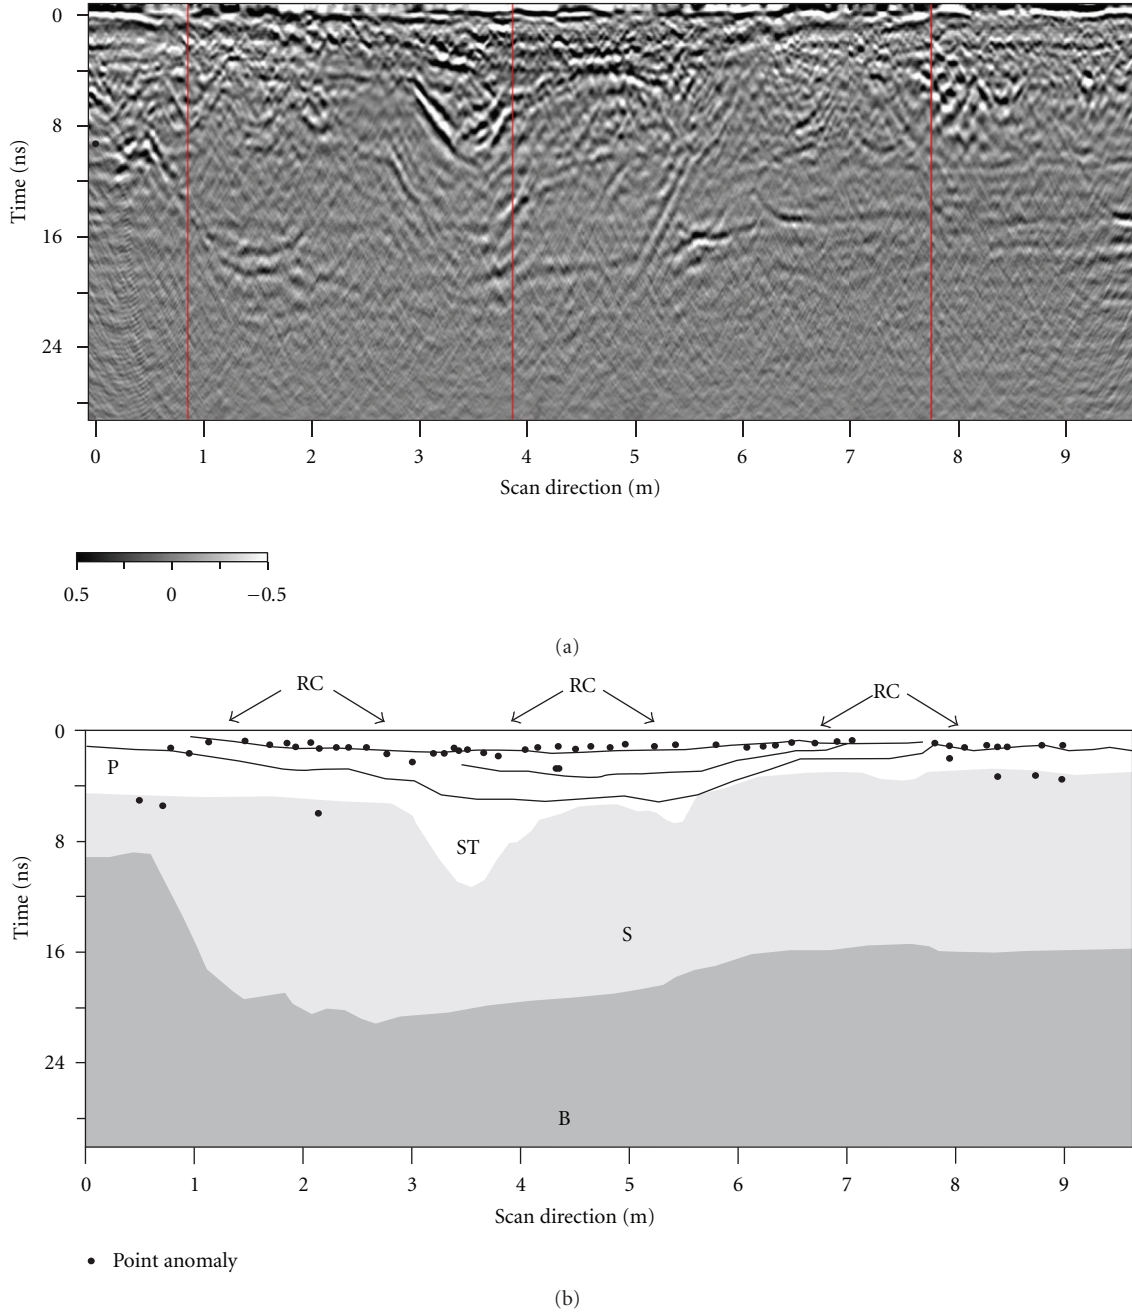 0
8
16
24
Time (ns)
0 1 2 3 4 5 6 7 8 9
Scan direction (m)
0.5 0 −0.5
(a)
RC RC RC
0
8
16
24
Time (ns)
P
ST
S
B
0 1 2 3 4 5 6 7 8 9
Scan direction (m)
Point anomaly
(b)